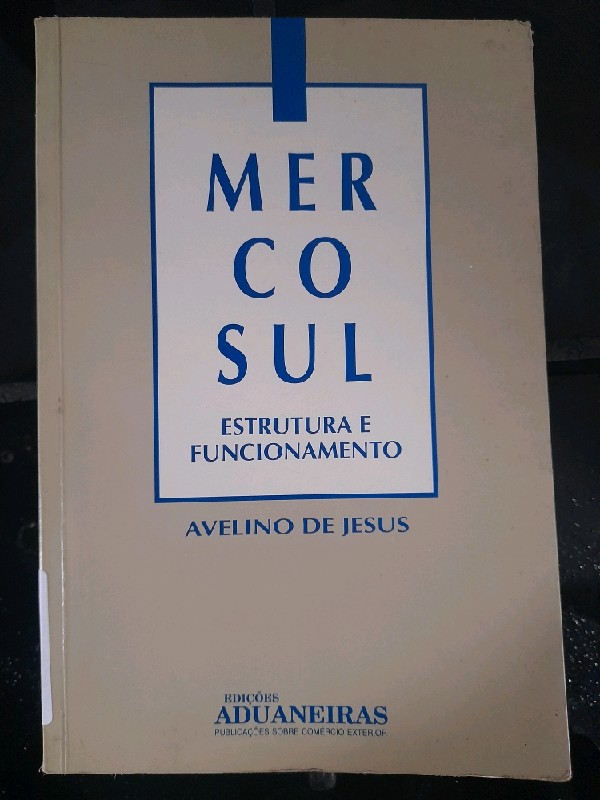 MER
CO
SUL
ESTRUTURA E
FUNCIONAMENTO
AVELINO DE JESUS
EDIÇÕES
ADUANEIRAS
PUBLICAÇÕES SOBRE COMÉRCIO EXTERIOR